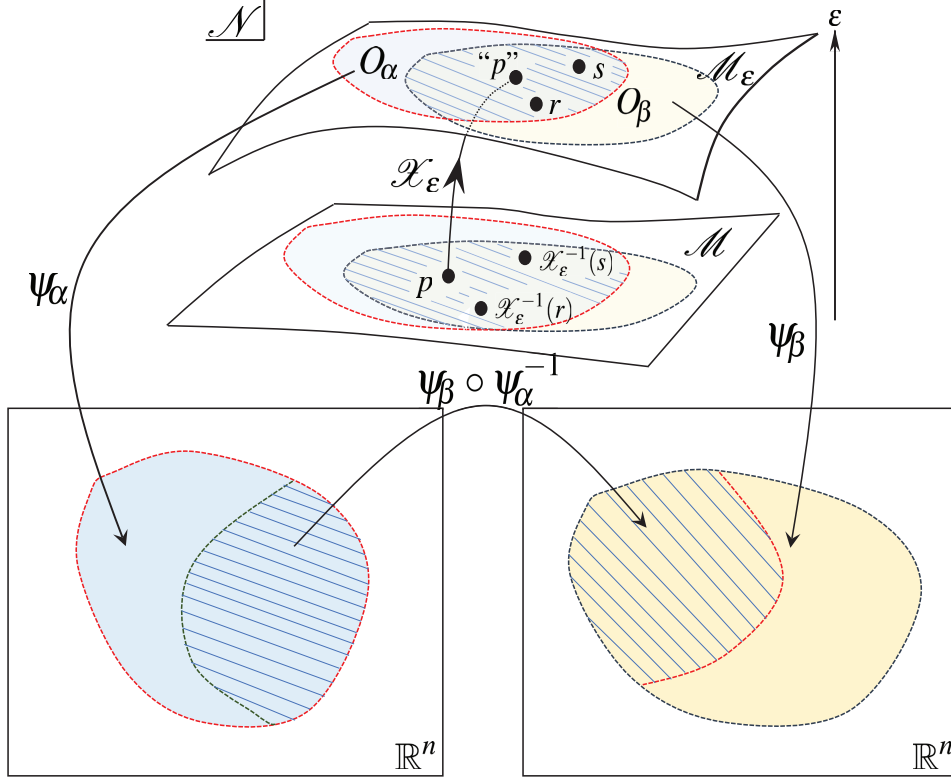 𝒩
ε
O_α
“p”
s
ℳ_ε
r
O_β
𝒳_ε
ℳ
𝒳_ε^{-1}(s)
p
𝒳_ε^{-1}(r)
ψ_α
ψ_β
ψ_β ∘ ψ_α^{-1}
ℝ^n
ℝ^n